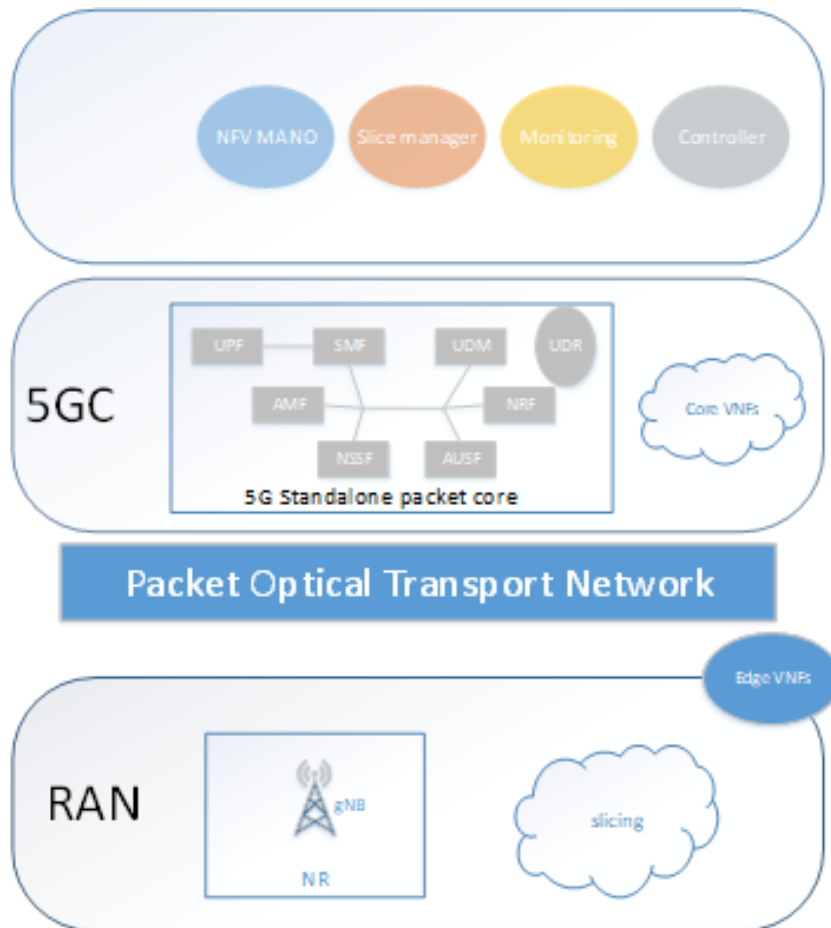 NFV MANO
Slice manager
Monitoring
Controller
5GC
UPF
SMF
UDM
UDR
AMF
NRF
NSSF
AUSF
5G Standalone packet core
Core VNFs
Packet Optical Transport Network
Edge VNFs
RAN
gNB
NR
slicing